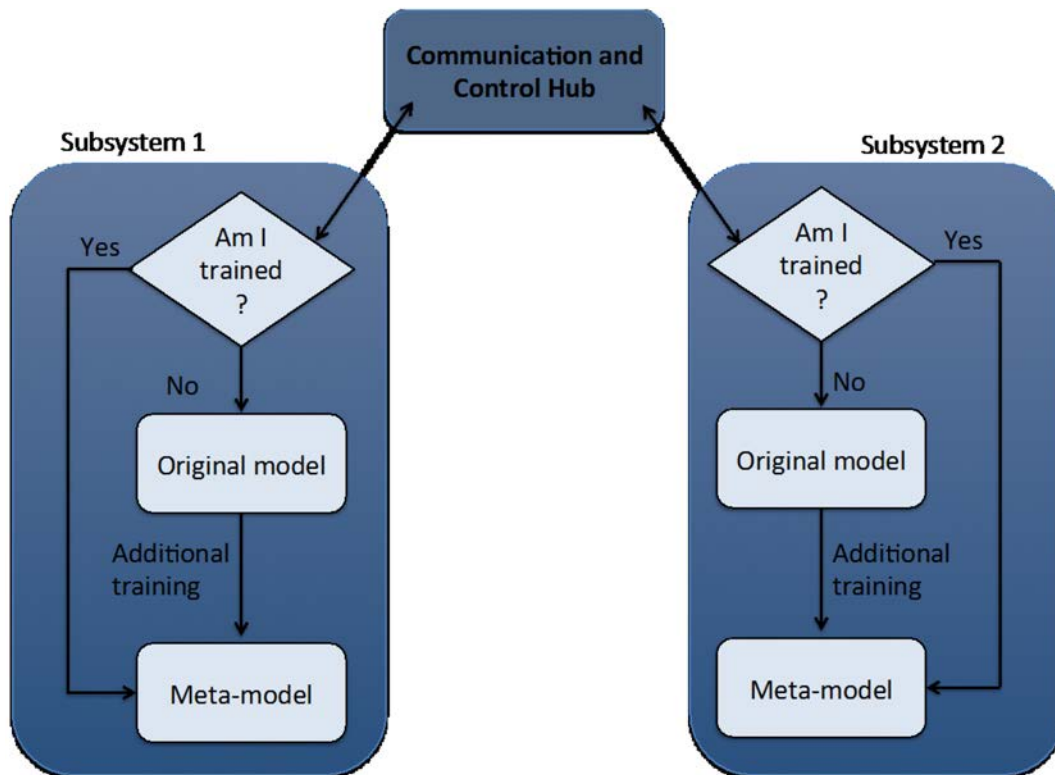 Communication and
Control Hub
Subsystem 1
Yes
Am I
trained
?
No
Original model
Additional
training
Meta-model
Subsystem 2
Am I
trained
?
Yes
No
Original model
Additional
training
Meta-model